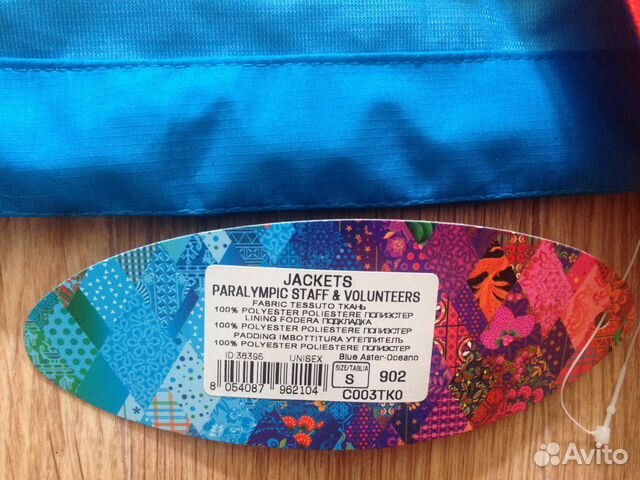 JACKETS
PARALYMPIC STAFF & VOLUNTEERS
FABRIC TESSUTO ТКАНЬ
100% POLYESTER POLIESTERE ПОЛИЭСТЕР
LINING FODERA ПОДКЛАДКА
100% POLYESTER POLIESTERE ПОЛИЭСТЕР
PADDING IMBOTTITURA УТЕПЛИТЕЛЬ
100% POLYESTER POLIESTERE ПОЛИЭСТЕР
ID:38395 UNISEX Blue Aster-Oceano
SIZE/TAGLIA
S 902
8 054087 962104 C003TK0
Avito